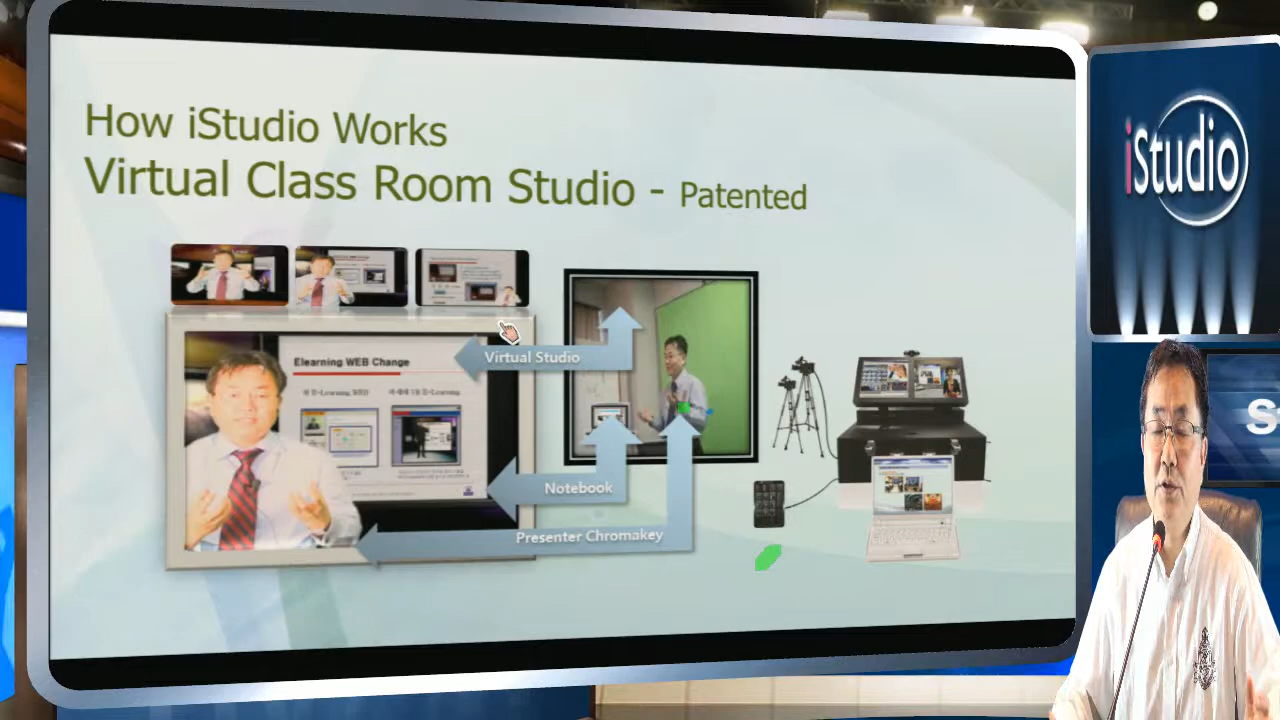 How iStudio Works
Virtual Class Room Studio - Patented
iStudio
Elearning WEB Change
Virtual Studio
Notebook
Presenter Chromakey
S